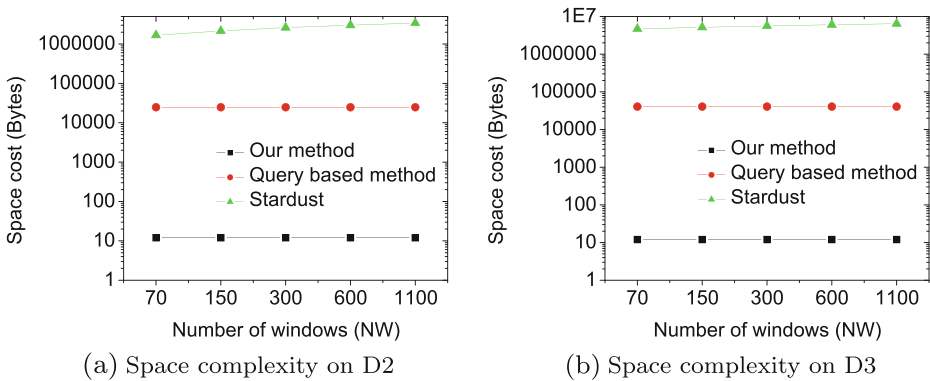 Space cost (Bytes)
1000000
100000
10000
1000
100
10
1
Our method
Query based method
Stardust
70 150 300 600 1100
Number of windows (NW)
(a) Space complexity on D2
Space cost (Bytes)
1E7
1000000
100000
10000
1000
100
10
1
Our method
Query based method
Stardust
70 150 300 600 1100
Number of windows (NW)
(b) Space complexity on D3